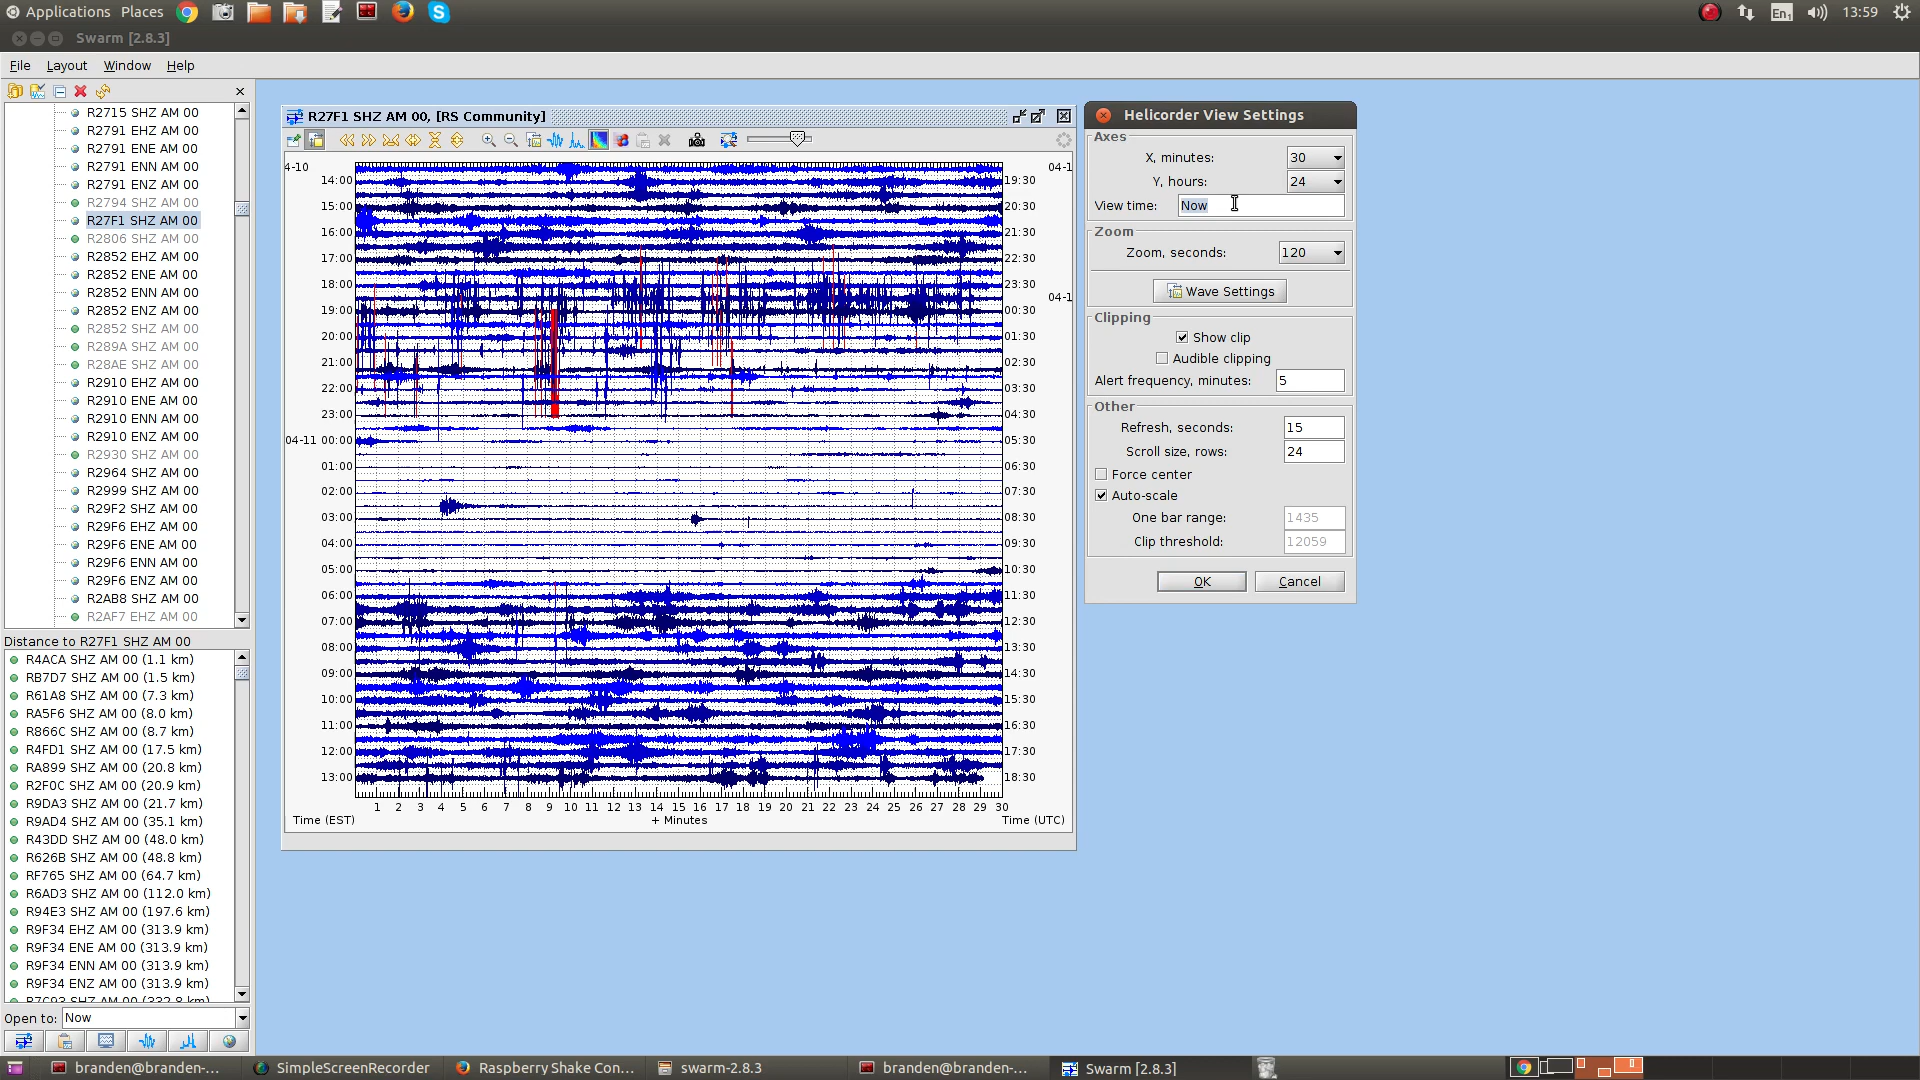 Applications Places
En1 13:59
Swarm [2.8.3]
File Layout Window Help
R2715 SHZ AM 00
R2791 EHZ AM 00
R2791 ENE AM 00
R2791 ENN AM 00
R2791 ENZ AM 00
R2794 SHZ AM 00
R27F1 SHZ AM 00
R2806 SHZ AM 00
R2852 EHZ AM 00
R2852 ENE AM 00
R2852 ENN AM 00
R2852 ENZ AM 00
R2852 SHZ AM 00
R289A SHZ AM 00
R28AE SHZ AM 00
R2910 EHZ AM 00
R2910 ENE AM 00
R2910 ENN AM 00
R2910 ENZ AM 00
R2930 SHZ AM 00
R2964 SHZ AM 00
R2999 SHZ AM 00
R29F2 SHZ AM 00
R29F6 EHZ AM 00
R29F6 ENE AM 00
R29F6 ENN AM 00
R29F6 ENZ AM 00
R2AB8 SHZ AM 00
R2AF7 EHZ AM 00
Distance to R27F1 SHZ AM 00
R4ACA SHZ AM 00 (1.1 km)
RB7D7 SHZ AM 00 (1.5 km)
R61A8 SHZ AM 00 (7.3 km)
RA5F6 SHZ AM 00 (8.0 km)
R866C SHZ AM 00 (8.7 km)
R4FD1 SHZ AM 00 (17.5 km)
RA899 SHZ AM 00 (20.8 km)
R2F0C SHZ AM 00 (20.9 km)
R9DA3 SHZ AM 00 (21.7 km)
R9AD4 SHZ AM 00 (35.1 km)
R43DD SHZ AM 00 (48.0 km)
R626B SHZ AM 00 (48.8 km)
RF765 SHZ AM 00 (64.7 km)
R6AD3 SHZ AM 00 (112.0 km)
R94E3 SHZ AM 00 (197.6 km)
R9F34 EHZ AM 00 (313.9 km)
R9F34 ENE AM 00 (313.9 km)
R9F34 ENN AM 00 (313.9 km)
R9F34 ENZ AM 00 (313.9 km)
R7C93 SHZ AM 00 (332.8 km)
Open to: Now
R27F1 SHZ AM 00, [RS Community]
4-10 04-1
14:00 19:30
15:00 20:30
16:00 21:30
17:00 22:30
18:00 23:30
04-1
19:00 00:30
20:00 01:30
21:00 02:30
22:00 03:30
23:00 04:30
04-11 00:00 05:30
01:00 06:30
02:00 07:30
03:00 08:30
04:00 09:30
05:00 10:30
06:00 11:30
07:00 12:30
08:00 13:30
09:00 14:30
10:00 15:30
11:00 16:30
12:00 17:30
13:00 18:30
1 2 3 4 5 6 7 8 9 10 11 12 13 14 15 16 17 18 19 20 21 22 23 24 25 26 27 28 29 30
Time (EST) + Minutes Time (UTC)
Helicorder View Settings
Axes
X, minutes: 30
Y, hours: 24
View time: Now
Zoom
Zoom, seconds: 120
Wave Settings
Clipping
Show clip
Audible clipping
Alert frequency, minutes: 5
Other
Refresh, seconds: 15
Scroll size, rows: 24
Force center
Auto-scale
One bar range: 1435
Clip threshold: 12059
OK Cancel
branden@branden-... SimpleScreenRecorder Raspberry Shake Con... swarm-2.8.3 branden@branden-... Swarm [2.8.3]